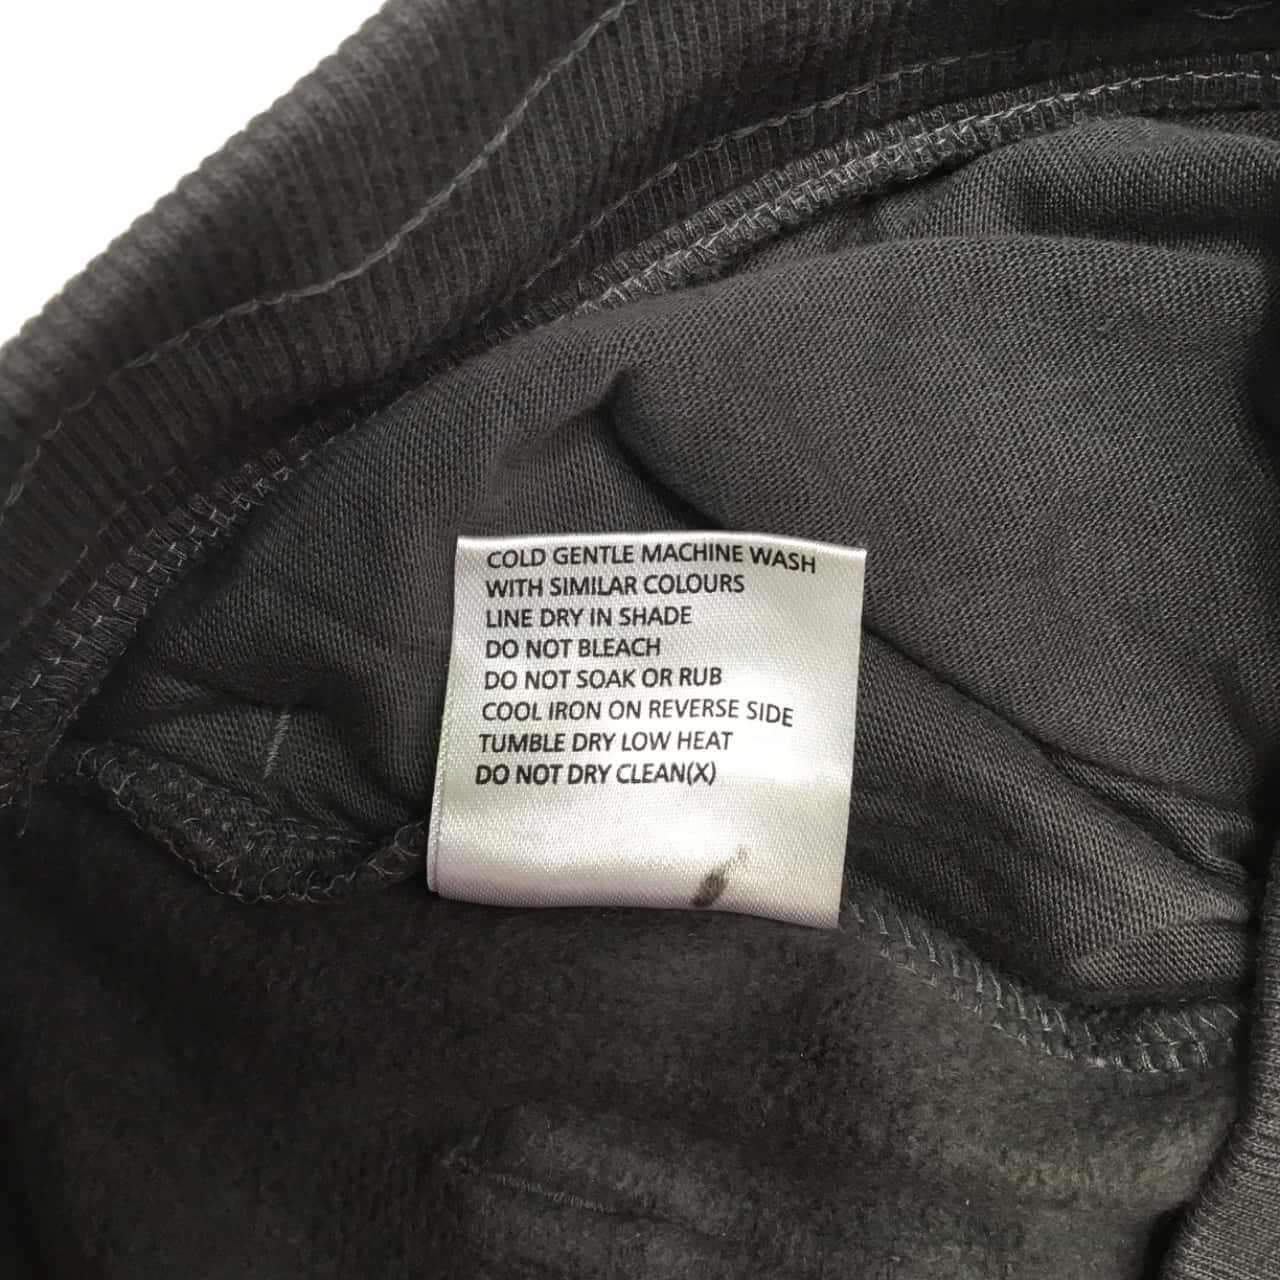 COLD GENTLE MACHINE WASH
WITH SIMILAR COLOURS
LINE DRY IN SHADE
DO NOT BLEACH
DO NOT SOAK OR RUB
COOL IRON ON REVERSE SIDE
TUMBLE DRY LOW HEAT
DO NOT DRY CLEAN(X)